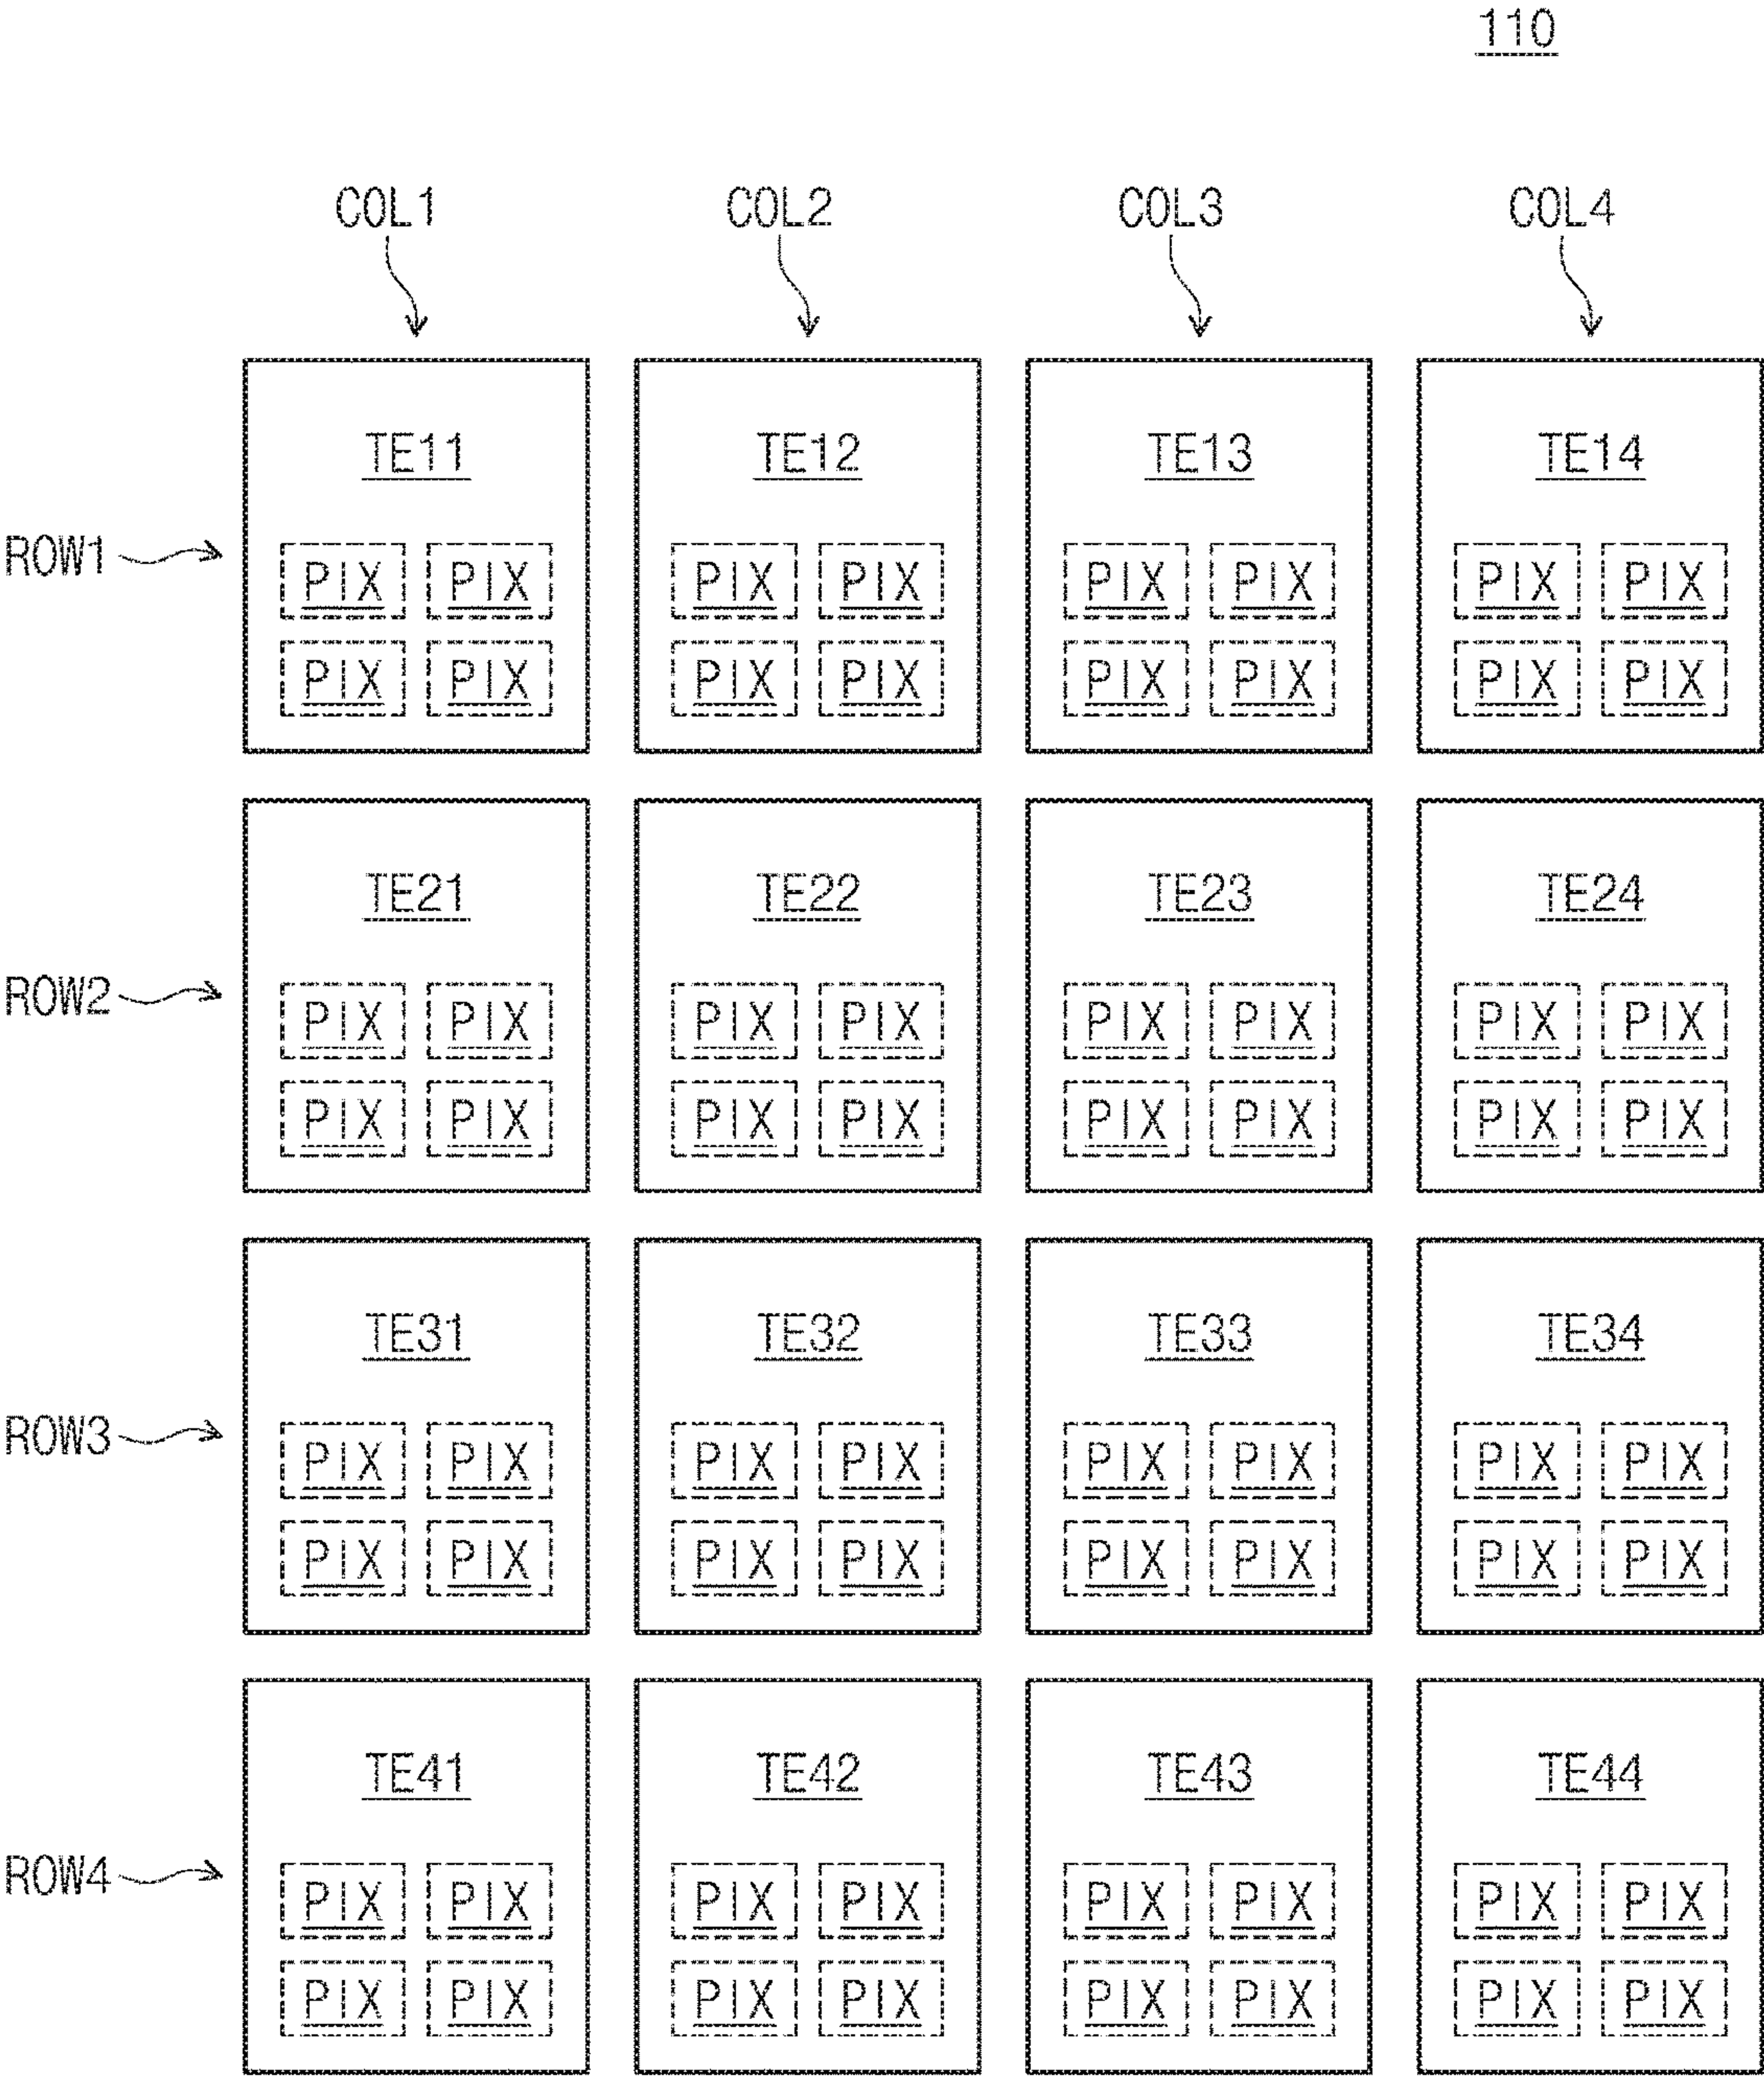 110
COL1 COL2 COL3 COL4
TE11 TE12 TE13 TE14
ROW1
PIX PIX PIX PIX PIX PIX PIX PIX
PIX PIX PIX PIX PIX PIX PIX PIX
TE21 TE22 TE23 TE24
ROW2
PIX PIX PIX PIX PIX PIX PIX PIX
PIX PIX PIX PIX PIX PIX PIX PIX
TE31 TE32 TE33 TE34
ROW3
PIX PIX PIX PIX PIX PIX PIX PIX
PIX PIX PIX PIX PIX PIX PIX PIX
TE41 TE42 TE43 TE44
ROW4
PIX PIX PIX PIX PIX PIX PIX PIX
PIX PIX PIX PIX PIX PIX PIX PIX